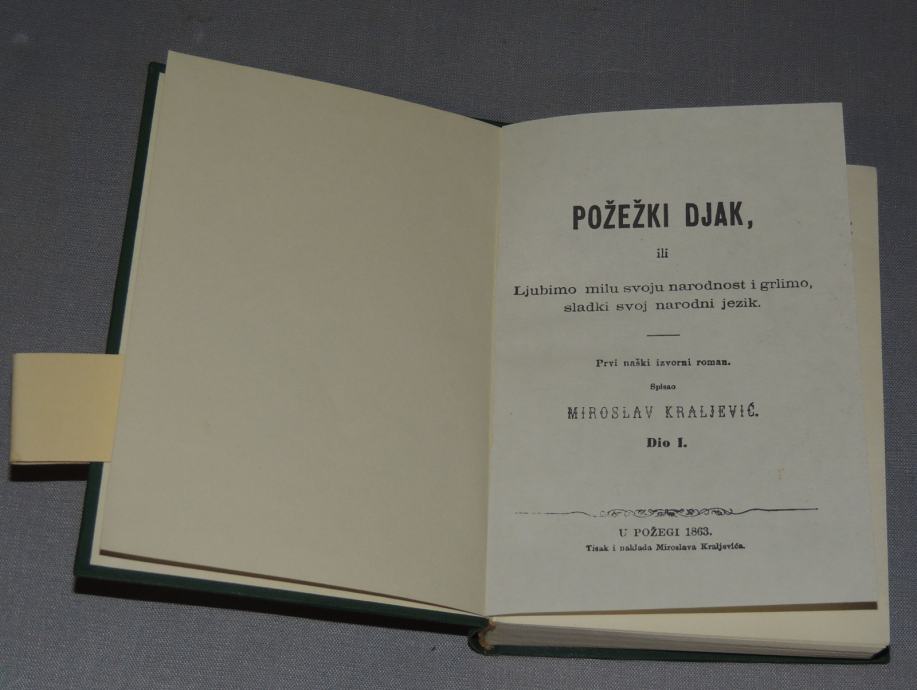 POŽEŽKI DJAK,
ili
Ljubimo milu svoju narodnost i grlimo,
sladki svoj narodni jezik.
Prvi naški izvorni roman.
Spisao
MIROSLAV KRALJEVIĆ.
Dio I.
U POŽEGI 1863.
Tisak i naklada Miroslava Kraljevića.